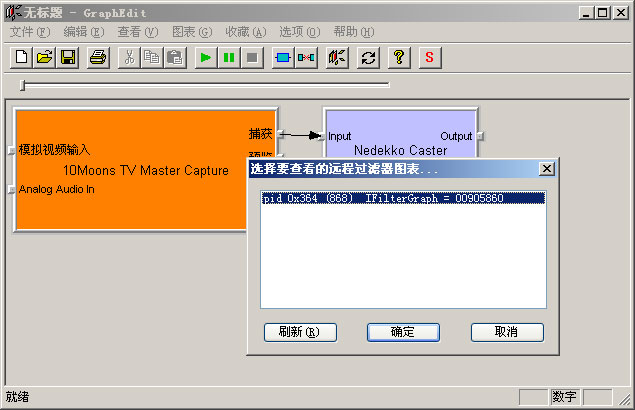 无标题 - GraphEdit
文件(F) 编辑(E) 查看(V) 图表(G) 收藏(A) 选项(O) 帮助(H)
S
捕获
模拟视频输入
预览
10Moons TV Master Capture
Analog Audio In
Input
Output
Nedekko Caster
选择要查看的远程过滤器图表...
pid 0x364 (868) IFilterGraph = 00905860
刷新(R)
确定
取消
就绪
数字